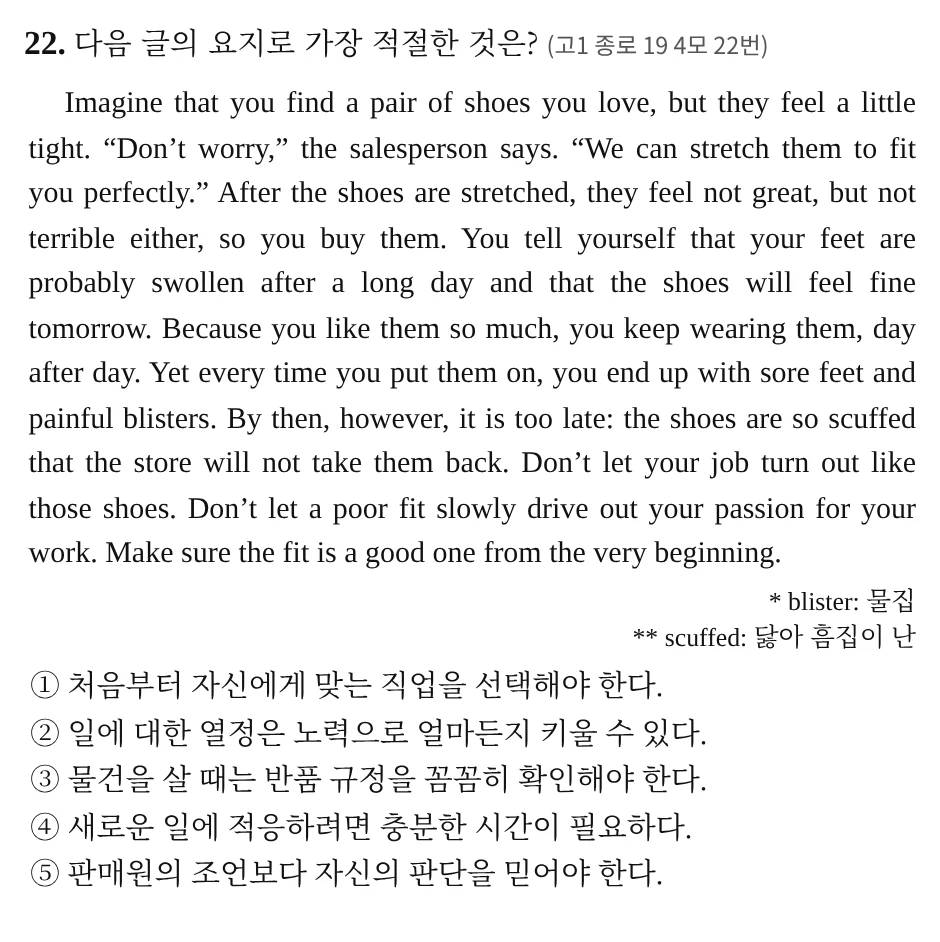 22. 다음 글의 요지로 가장 적절한 것은? (고1 종로 19 4모 22번)
Imagine that you find a pair of shoes you love, but they feel a little
tight. “Don’t worry,” the salesperson says. “We can stretch them to fit
you perfectly.” After the shoes are stretched, they feel not great, but not
terrible either, so you buy them. You tell yourself that your feet are
probably swollen after a long day and that the shoes will feel fine
tomorrow. Because you like them so much, you keep wearing them, day
after day. Yet every time you put them on, you end up with sore feet and
painful blisters. By then, however, it is too late: the shoes are so scuffed
that the store will not take them back. Don’t let your job turn out like
those shoes. Don’t let a poor fit slowly drive out your passion for your
work. Make sure the fit is a good one from the very beginning.
* blister: 물집
** scuffed: 닳아 흠집이 난
① 처음부터 자신에게 맞는 직업을 선택해야 한다.
② 일에 대한 열정은 노력으로 얼마든지 키울 수 있다.
③ 물건을 살 때는 반품 규정을 꼼꼼히 확인해야 한다.
④ 새로운 일에 적응하려면 충분한 시간이 필요하다.
⑤ 판매원의 조언보다 자신의 판단을 믿어야 한다.